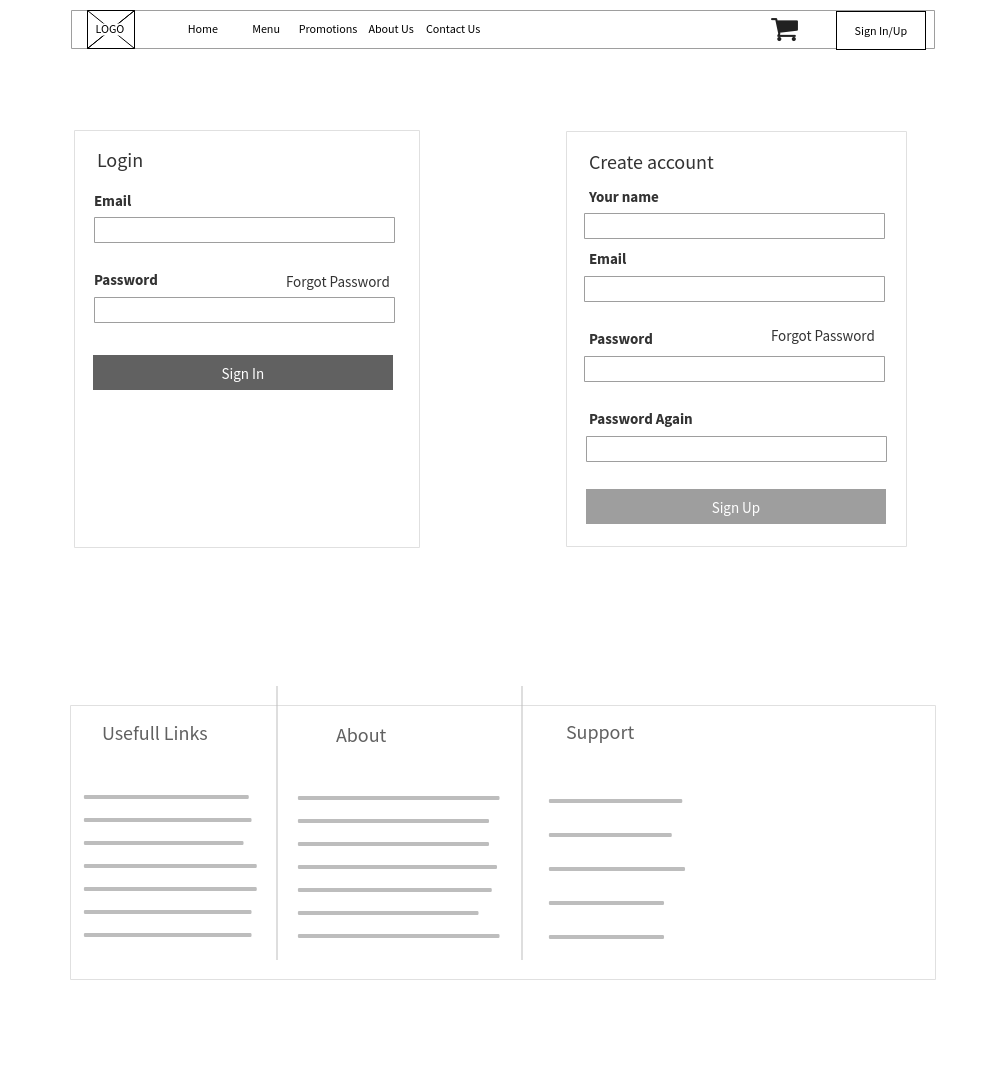 LOGO Home Menu Promotions About Us Contact Us Sign In/Up
Login
Email
Password Forgot Password
Sign In
Create account
Your name
Email
Password Forgot Password
Password Again
Sign Up
Usefull Links
About
Support